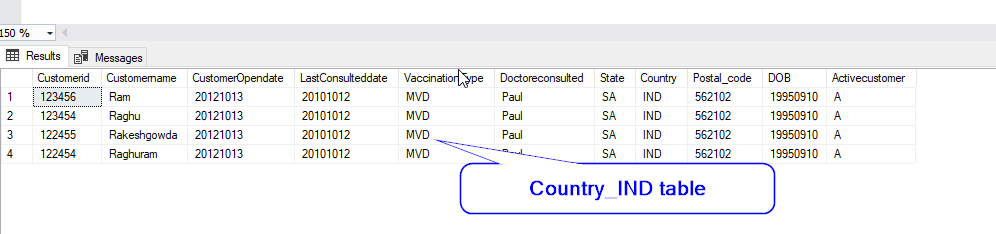 150 %
Results Messages
Customerid Customername CustomerOpendate LastConsulteddate Vaccination Type Doctoreconsulted State Country Postal_code DOB Activecustomer
1 123456 Ram 20121013 20101012 MVD Paul SA IND 562102 19950910 A
2 123454 Raghu 20121013 20101012 MVD Paul SA IND 562102 19950910 A
3 122455 Rakeshgowda 20121013 20101012 MVD Paul SA IND 562102 19950910 A
4 122454 Raghuram 20121013 20101012 MVD Paul SA IND 562102 19950910 A
Country_IND table